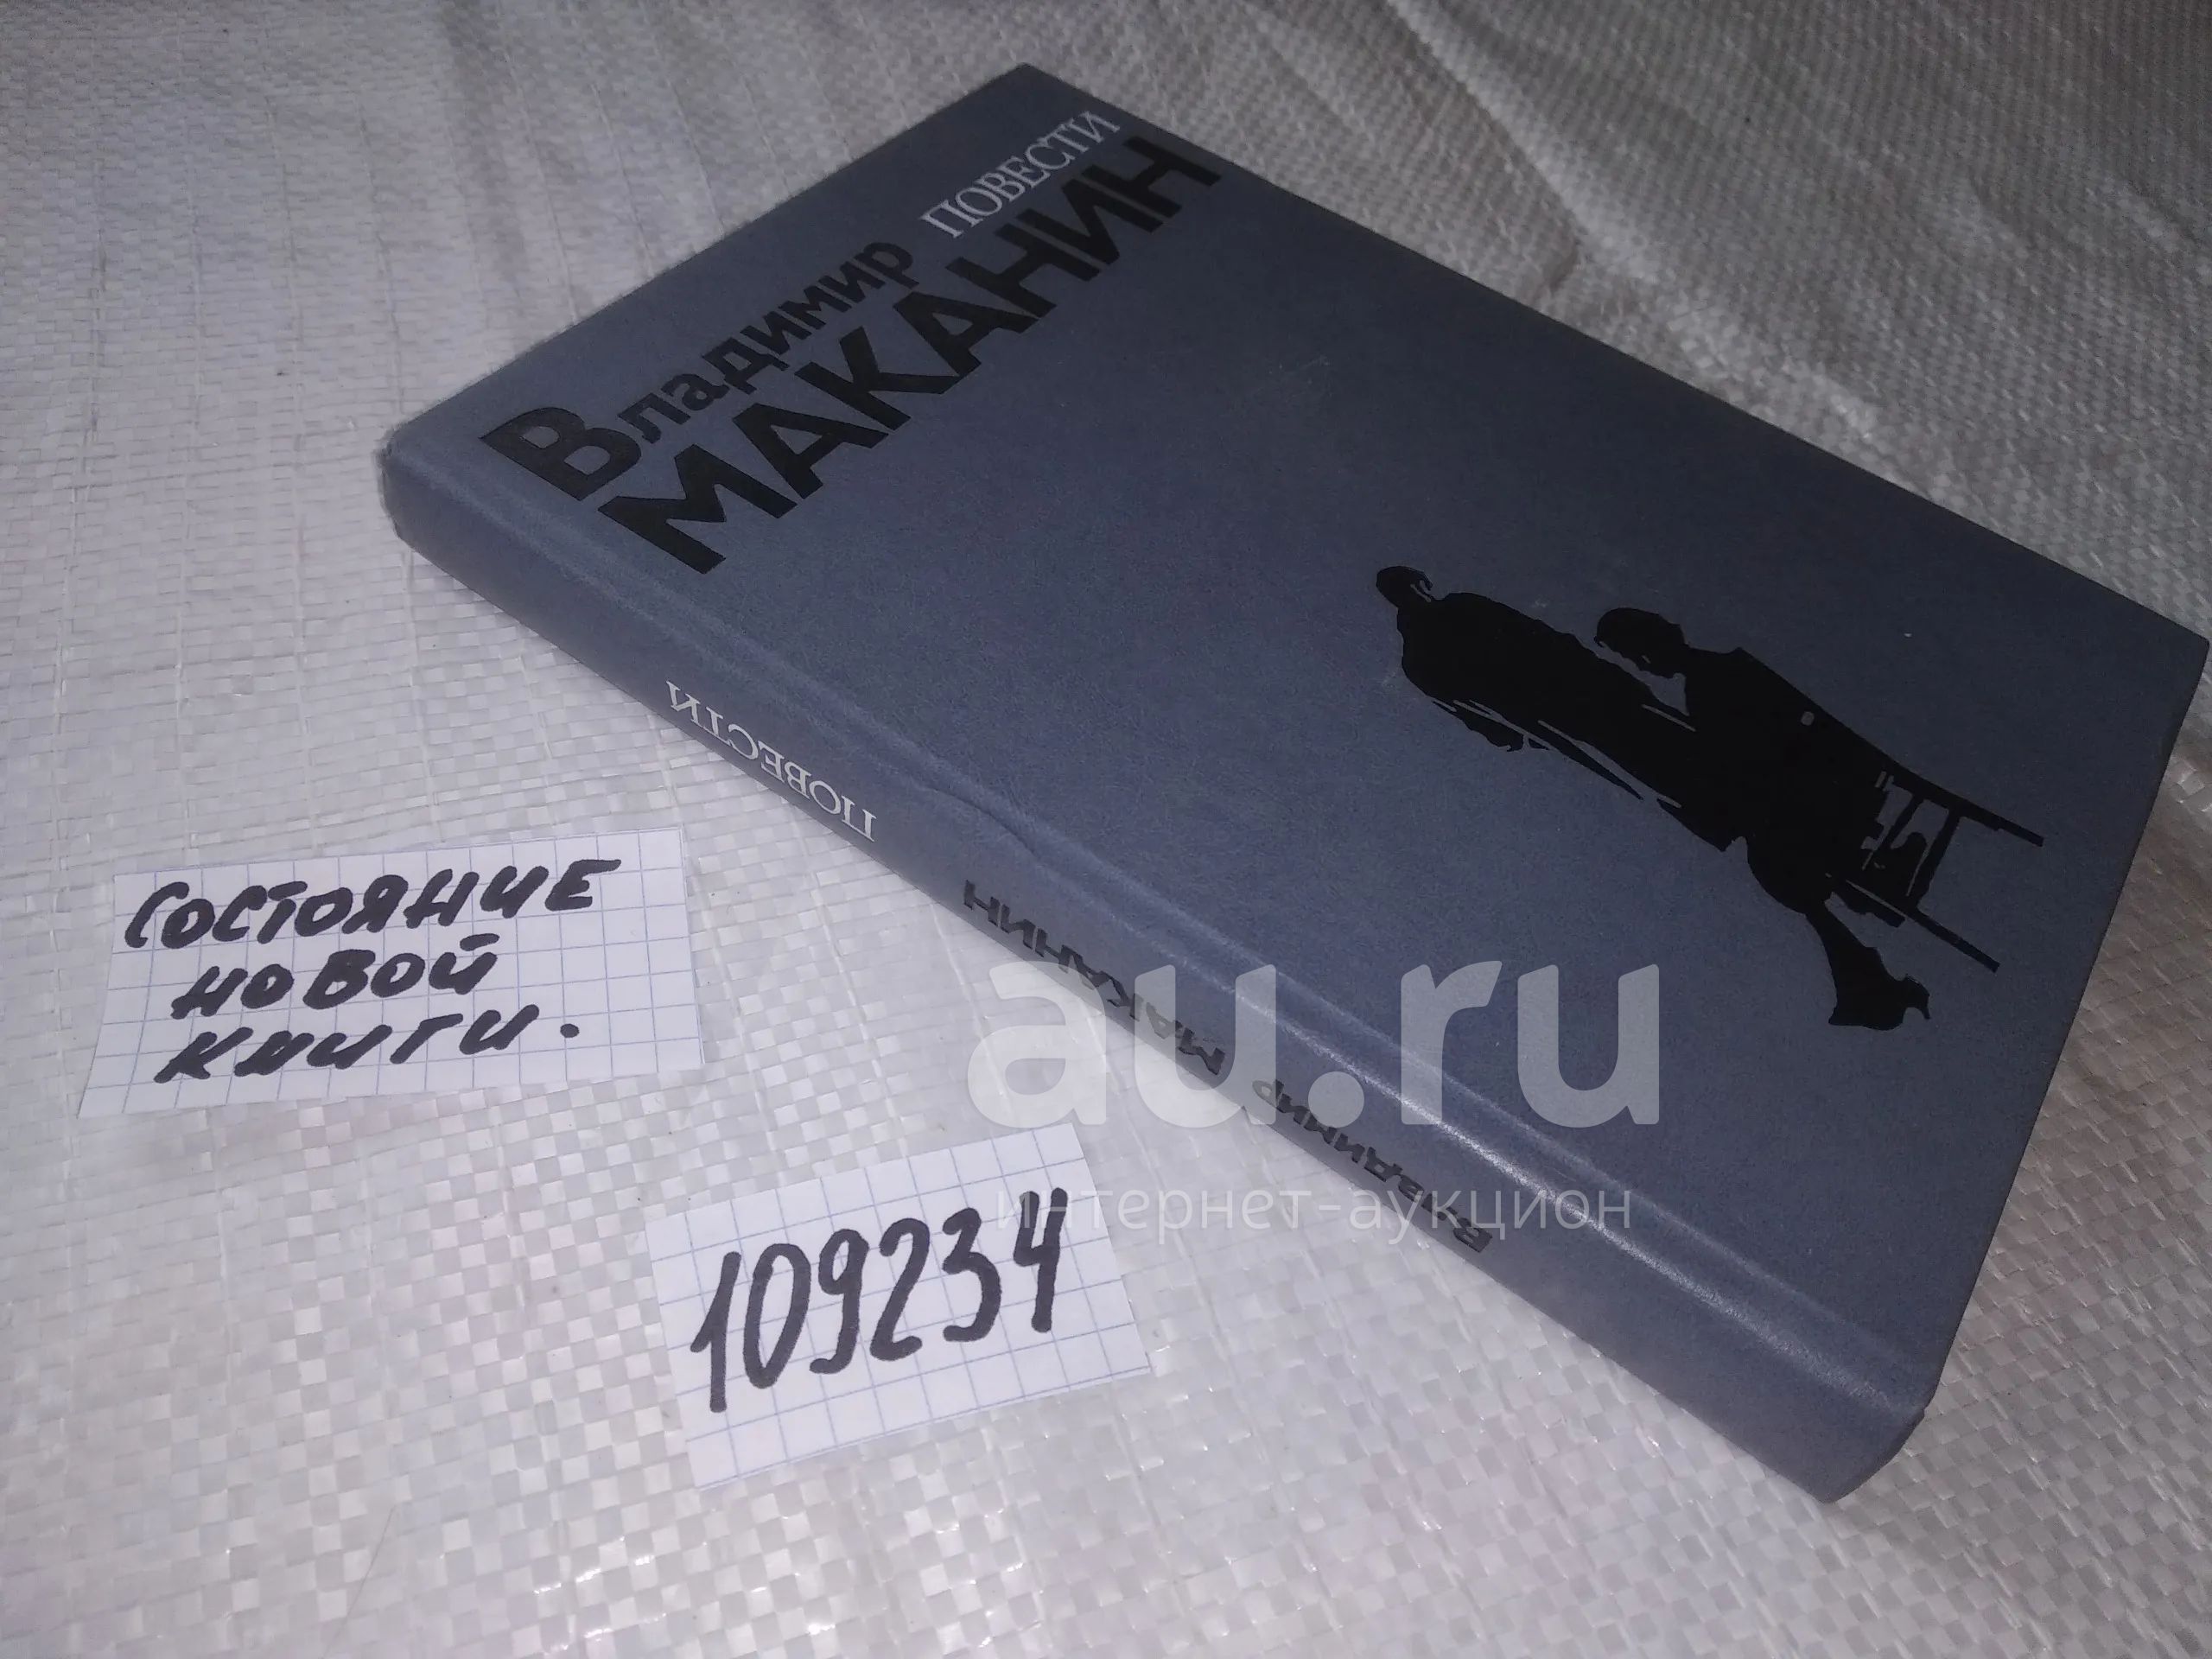 ПОВЕСТИ
Владимир
МАКАНИН
ПОВЕСТИ
Владимир МАКАНИН
СОСТОЯНИЕ
НОВОЙ
КНИГИ.
109234
au.ru
интернет-аукцион